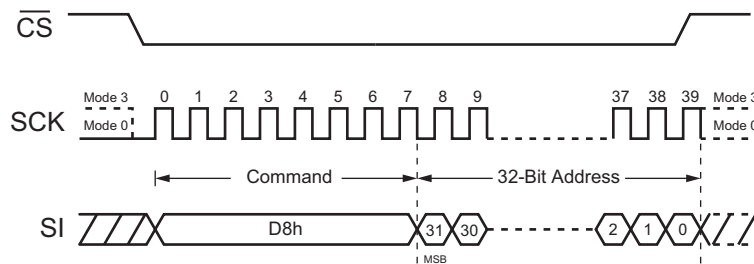 CS
0 1 2 3 4 5 6 7 8 9 37 38 39
Mode 3 Mode 3
SCK
Mode 0 Mode 0
Command 32-Bit Address
SI D8h 31 30 2 1 0
MSB